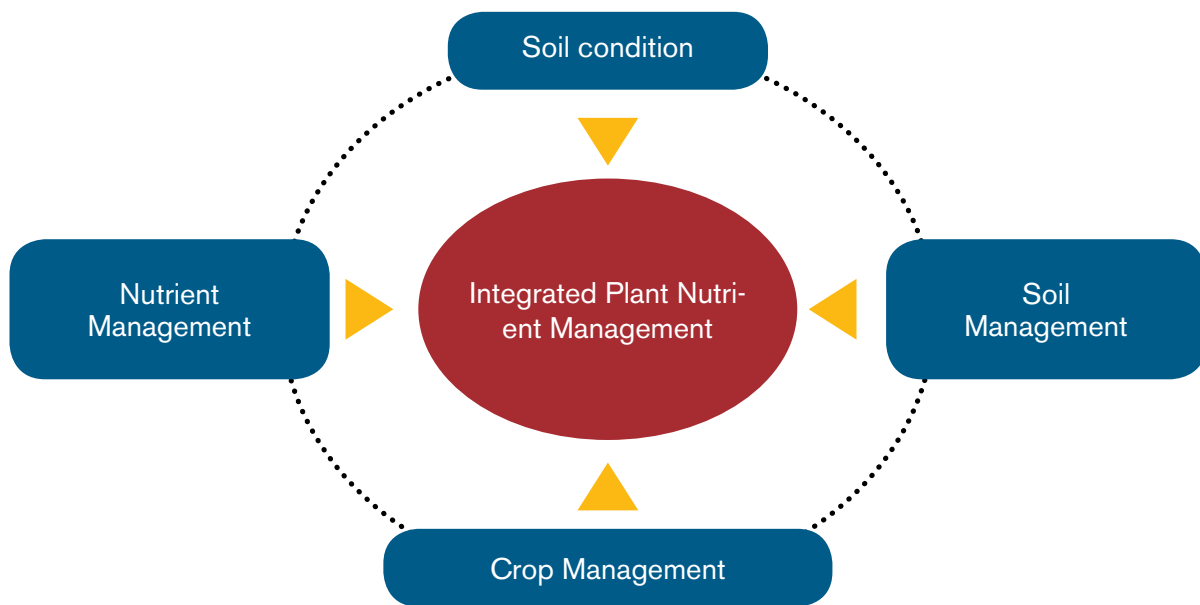 Soil condition
Nutrient
Management
Integrated Plant Nutri-
ent Management
Soil
Management
Crop Management